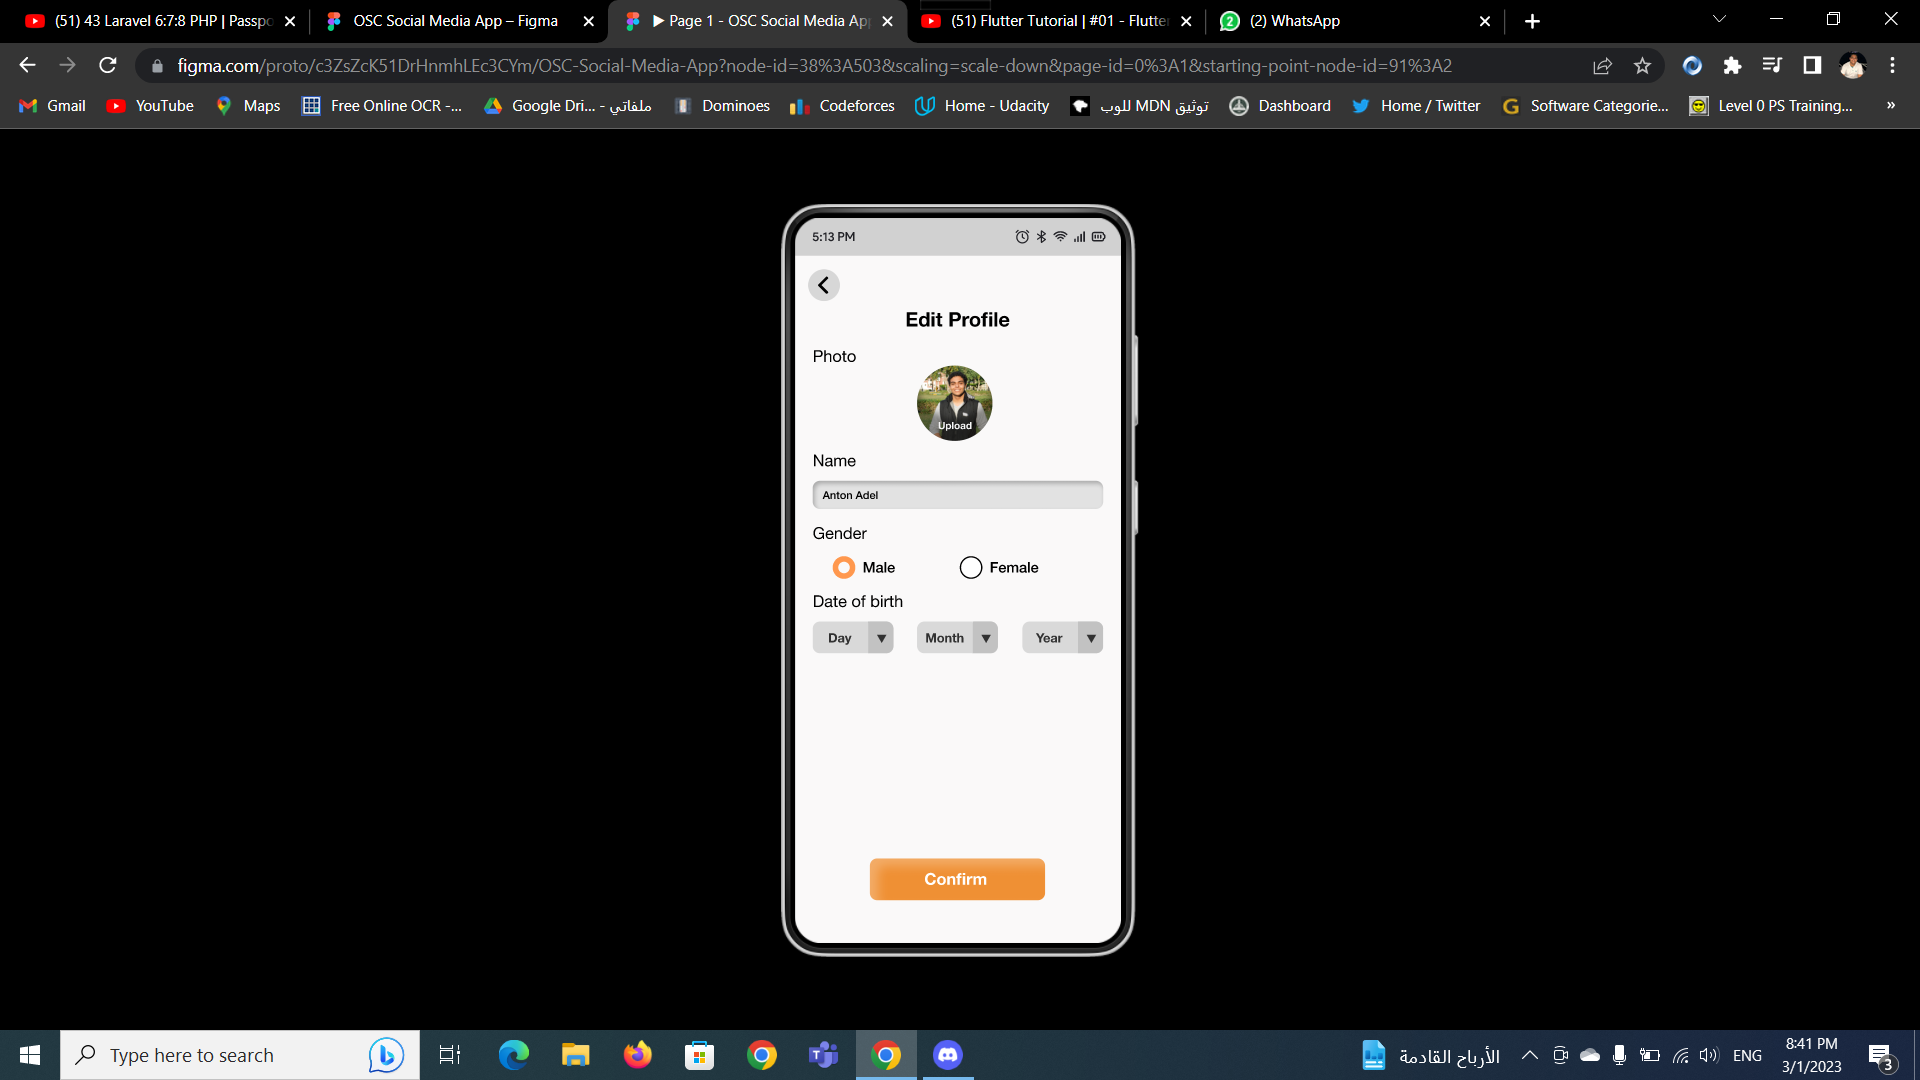 (51) 43 Laravel 6:7:8 PHP | Passpo
OSC Social Media App – Figma
▶ Page 1 - OSC Social Media Ap
(51) Flutter Tutorial | #01 - Flutte
(2) WhatsApp
figma.com/proto/c3ZsZcK51DrHnmhLEc3CYm/OSC-Social-Media-App?node-id=38%3A503&scaling=scale-down&page-id=0%3A1&starting-point-node-id=91%3A2
Gmail
YouTube
Maps
Free Online OCR -...
Google Dri... - ملفاتي
Dominoes
Codeforces
Home - Udacity
توثيق MDN للوب
Dashboard
Home / Twitter
Software Categorie...
Level 0 PS Training...
»
5:13 PM
Edit Profile
Photo
Upload
Name
Anton Adel
Gender
Male
Female
Date of birth
Day
Month
Year
Confirm
Type here to search
الأرباح القادمة
ENG
8:41 PM
3/1/2023
3